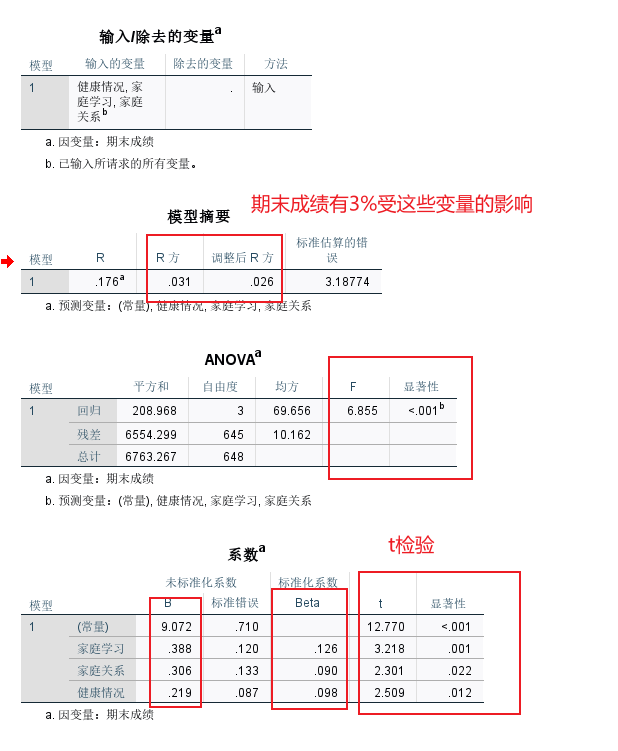 输入/除去的变量a
模型 输入的变量 除去的变量 方法
1 健康情况, 家 . 输入
庭学习, 家庭
关系b
a. 因变量：期末成绩
b. 已输入所请求的所有变量。
期末成绩有3%受这些变量的影响
模型摘要
标准估算的错
模型 R R 方 调整后 R 方 误
1 .176a .031 .026 3.18774
a. 预测变量：(常量), 健康情况, 家庭学习, 家庭关系
ANOVAa
模型 平方和 自由度 均方 F 显著性
1 回归 208.968 3 69.656 6.855 <.001b
残差 6554.299 645 10.162
总计 6763.267 648
a. 因变量：期末成绩
b. 预测变量：(常量), 健康情况, 家庭学习, 家庭关系
t检验
系数a
未标准化系数 标准化系数
模型 B 标准错误 Beta t 显著性
1 (常量) 9.072 .710 12.770 <.001
家庭学习 .388 .120 .126 3.218 .001
家庭关系 .306 .133 .090 2.301 .022
健康情况 .219 .087 .098 2.509 .012
a. 因变量：期末成绩